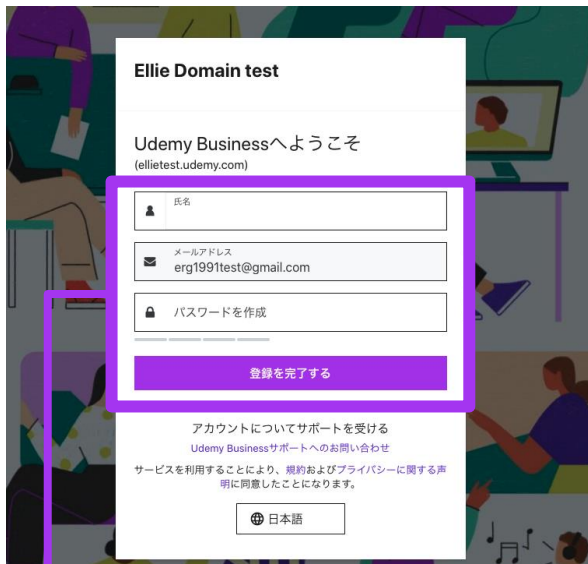 Ellie Domain test
Udemy Businessへようこそ
(ellietest.udemy.com)
氏名
メールアドレス
erg1991test@gmail.com
パスワードを作成
登録を完了する
アカウントについてサポートを受ける
Udemy Businessサポートへのお問い合わせ
サービスを利用することにより、規約およびプライバシーに関する声
明に同意したことになります。
日本語